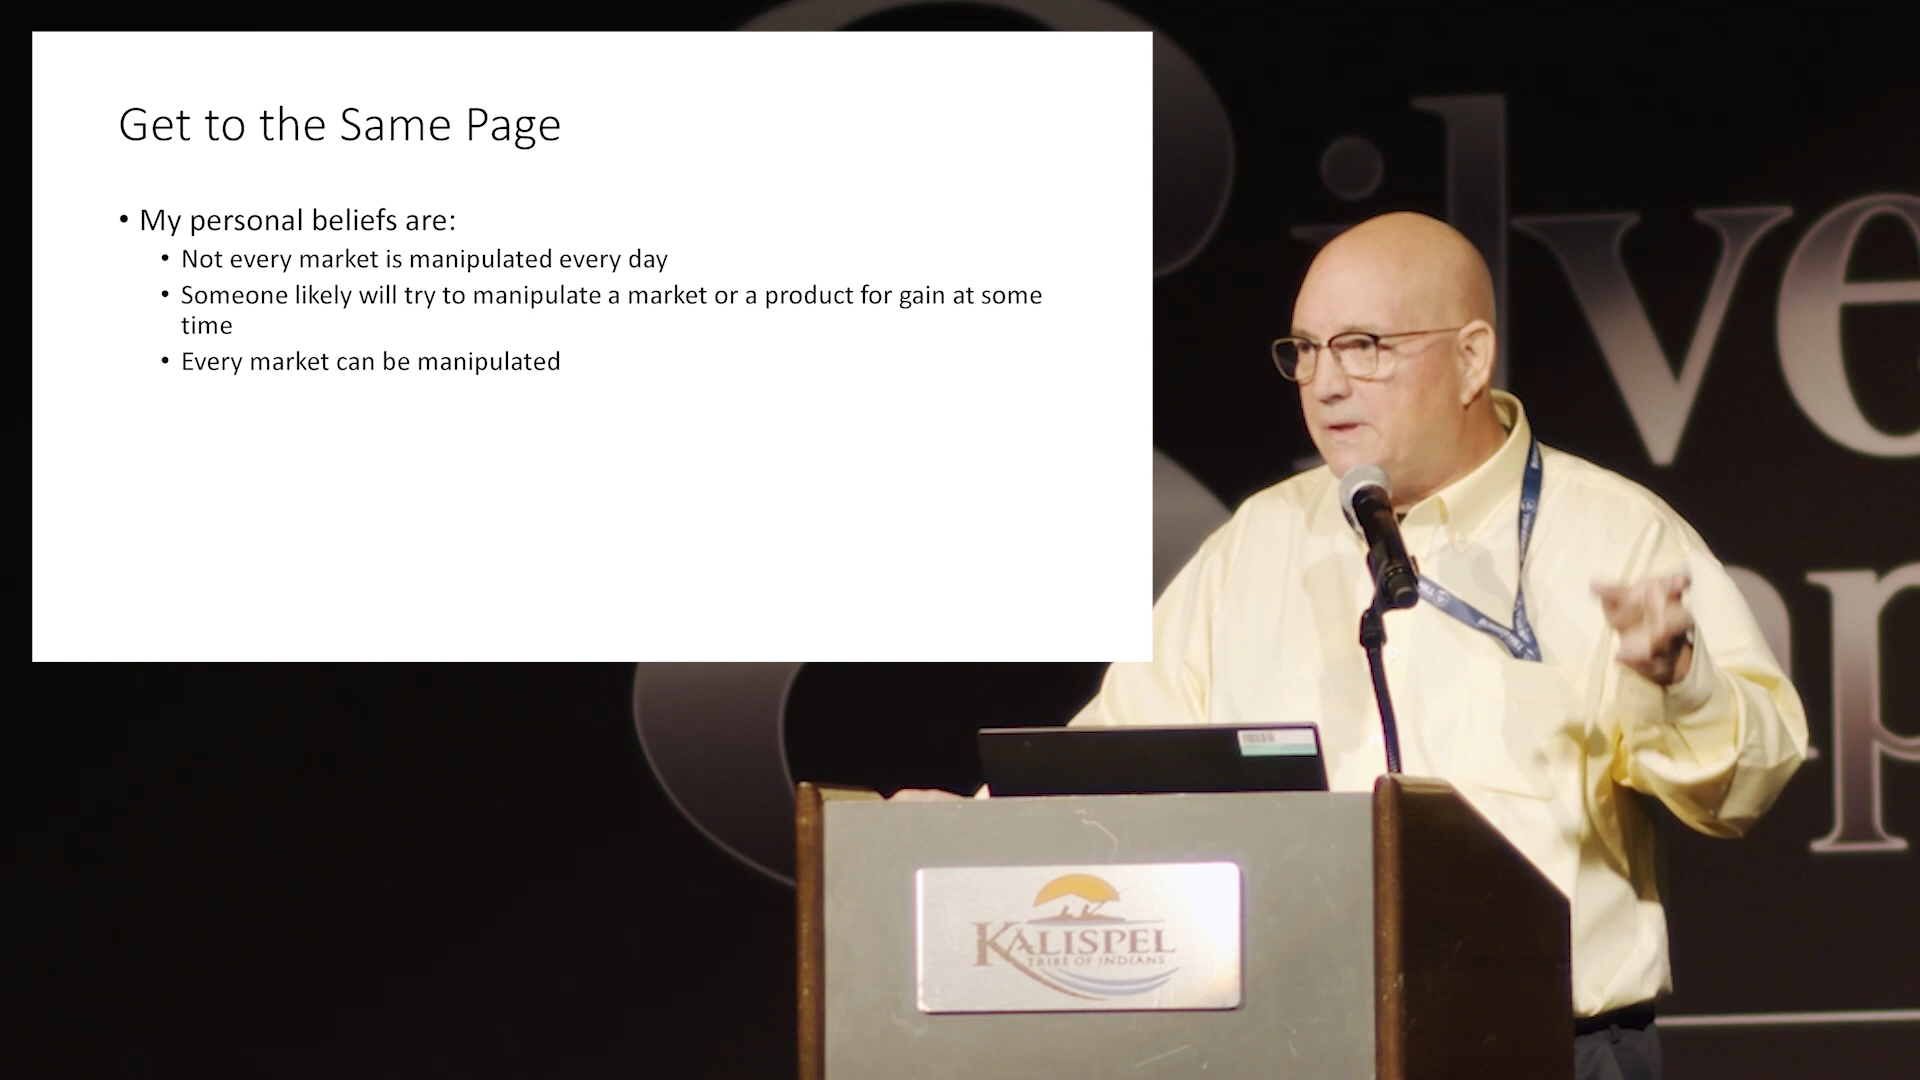 Get to the Same Page
• My personal beliefs are:
• Not every market is manipulated every day
• Someone likely will try to manipulate a market or a product for gain at some
time
• Every market can be manipulated
KALISPEL
TRIBE OF INDIANS